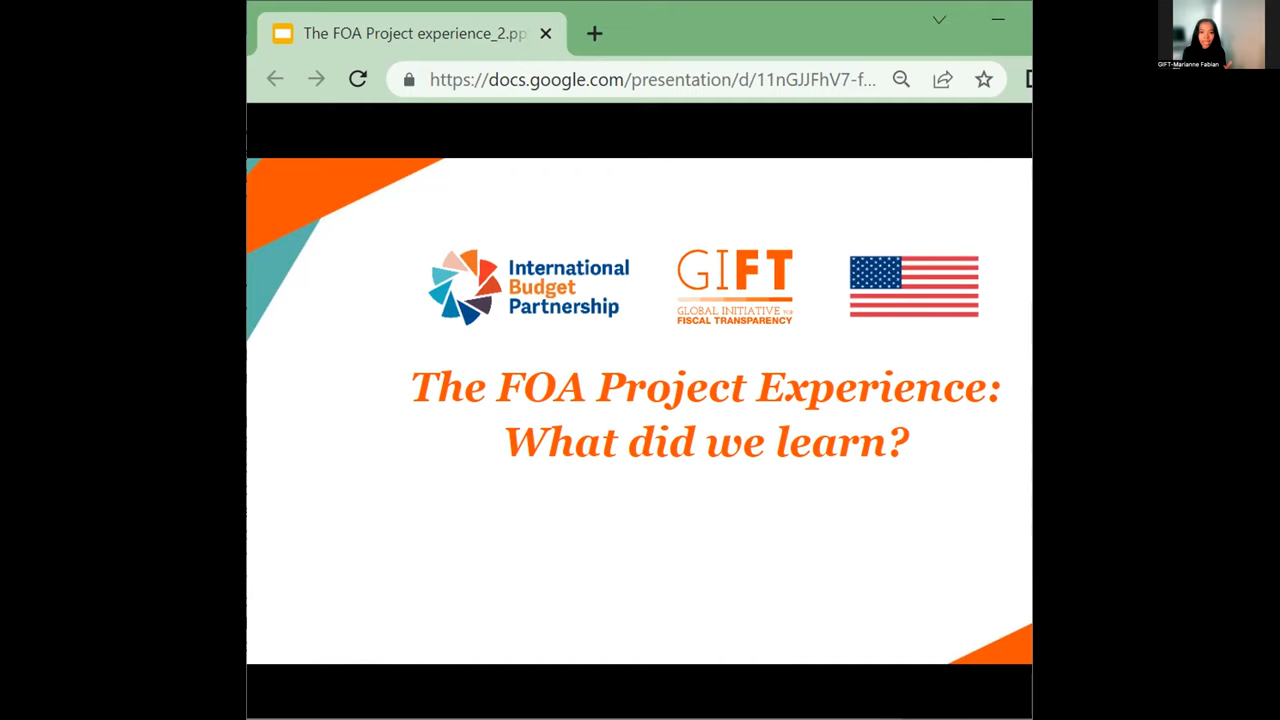 The FOA Project experience_2.pp
GIFT-Marianne Fabian
https://docs.google.com/presentation/d/11nGJJFhV7-f...
International
Budget
Partnership
GIFT
GLOBAL INITIATIVE FOR
FISCAL TRANSPARENCY
The FOA Project Experience:
What did we learn?